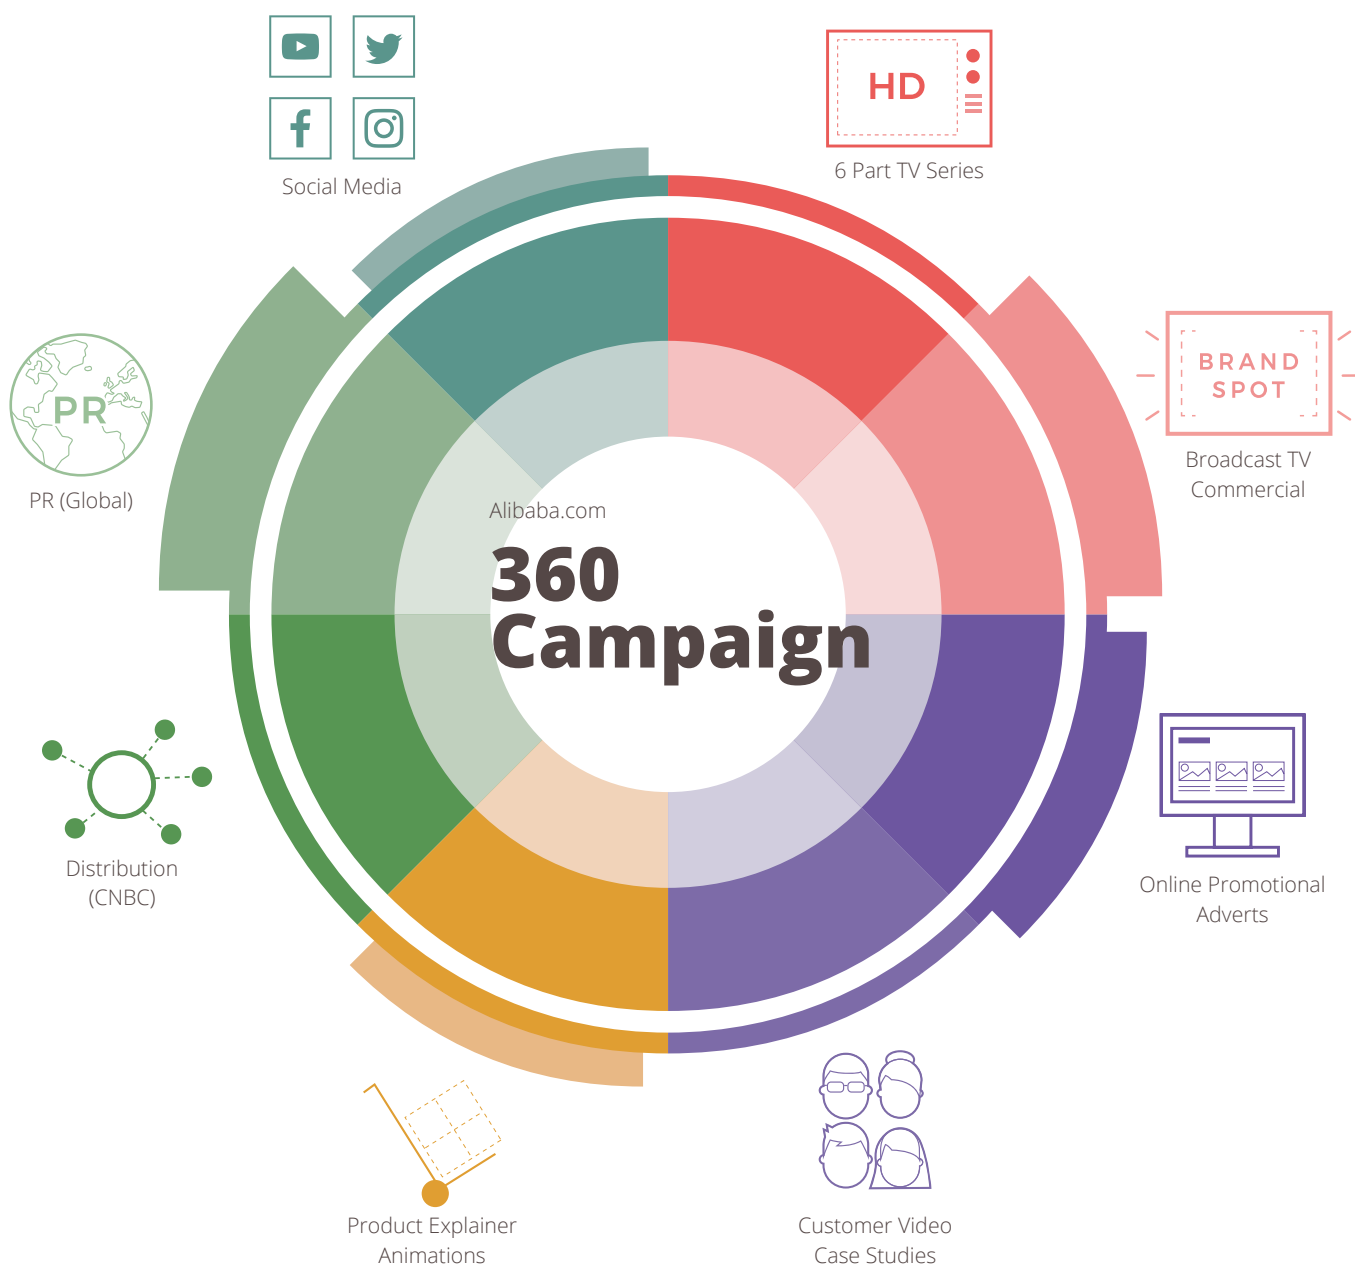 Alibaba.com
360
Campaign
HD
6 Part TV Series
BRAND
SPOT
Broadcast TV
Commercial
Online Promotional
Adverts
Customer Video
Case Studies
Product Explainer
Animations
Distribution
(CNBC)
PR
PR (Global)
Social Media